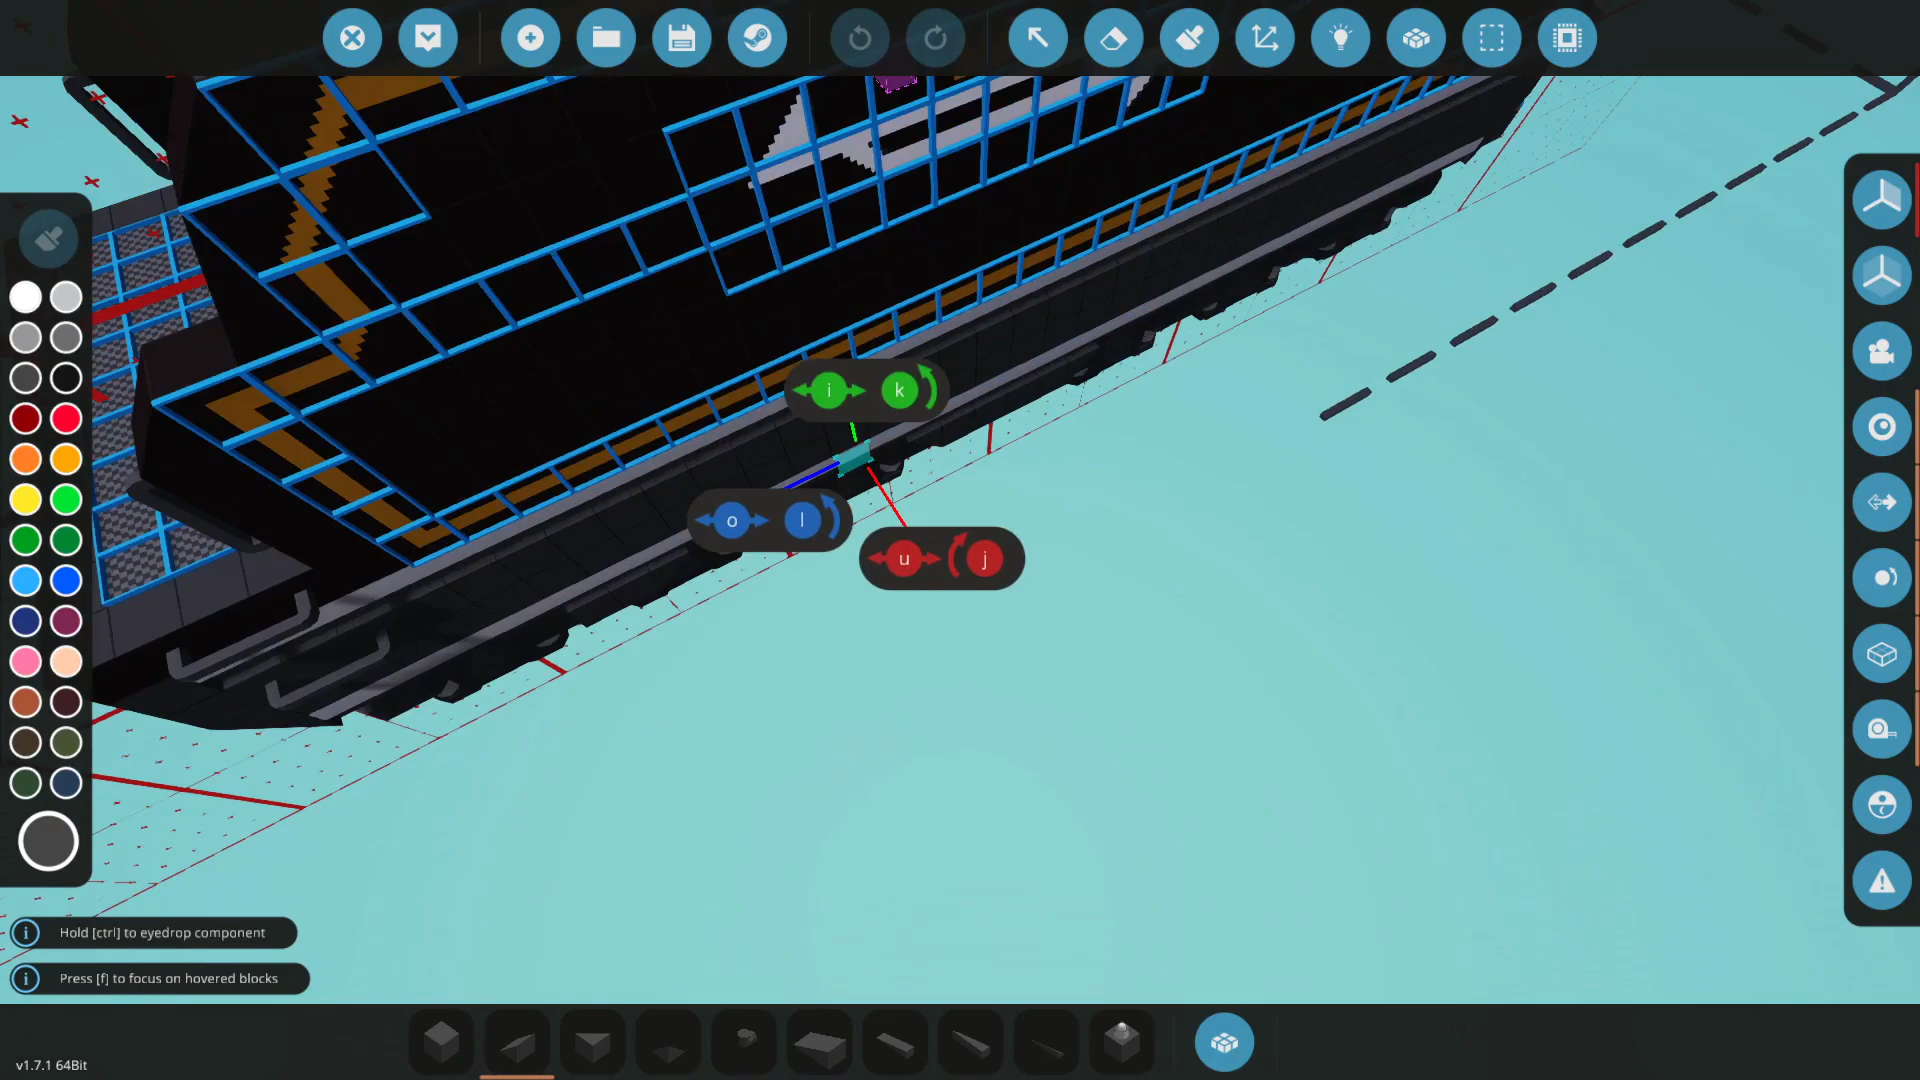 i k
o l
u j
Hold [ctrl] to eyedrop component
Press [f] to focus on hovered blocks
v1.7.1 64Bit